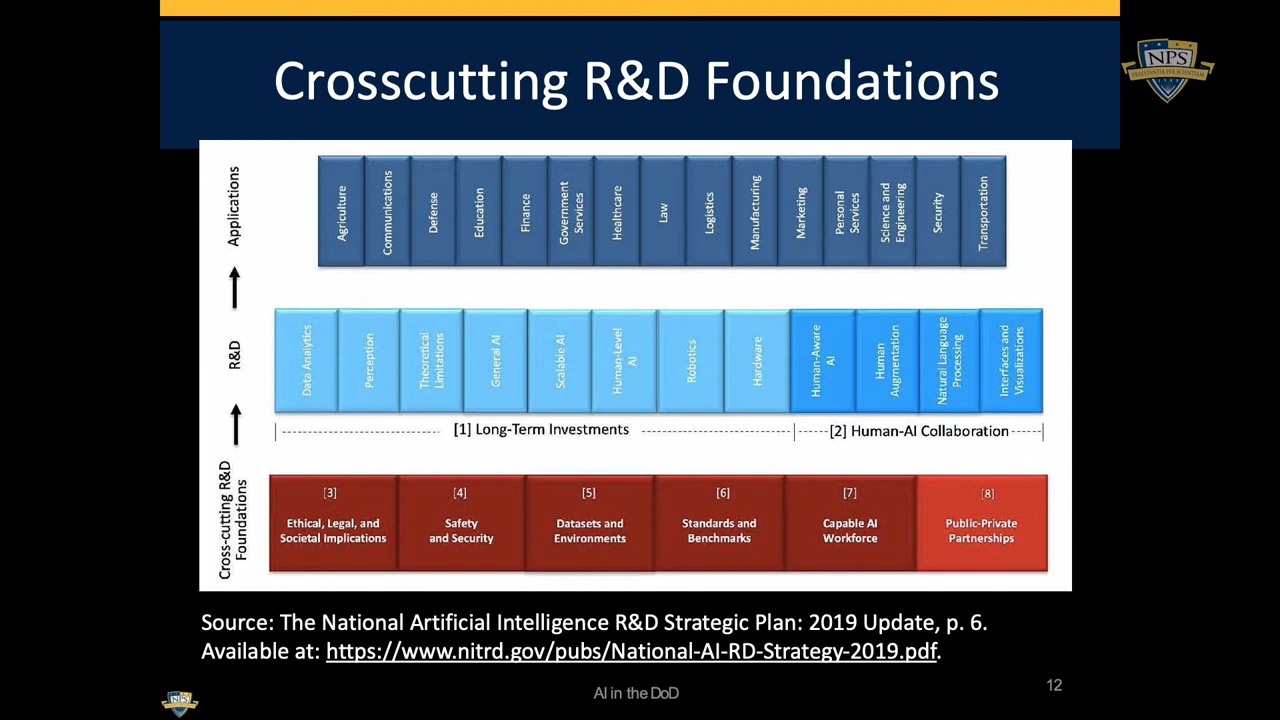 Crosscutting R&D Foundations
NPS
PRAESTANTIA PER SCIENTIAM
Applications
Agriculture
Communications
Defense
Education
Finance
Government
Services
Healthcare
Law
Logistics
Manufacturing
Marketing
Personal
Services
Science and
Engineering
Security
Transportation
R&D
Data Analytics
Perception
Theoretical
Limitations
General AI
Scalable AI
Human-Level
AI
Robotics
Hardware
Human-Aware
AI
Human
Augmentation
Natural Language
Processing
Interfaces and
Visualizations
[1] Long-Term Investments
[2] Human-AI Collaboration
Cross-cutting R&D
Foundations
[3]
Ethical, Legal, and
Societal Implications
[4]
Safety
and Security
[5]
Datasets and
Environments
[6]
Standards and
Benchmarks
[7]
Capable AI
Workforce
[8]
Public-Private
Partnerships
Source: The National Artificial Intelligence R&D Strategic Plan: 2019 Update, p. 6.
Available at: https://www.nitrd.gov/pubs/National-AI-RD-Strategy-2019.pdf.
NPS
AI in the DoD
12